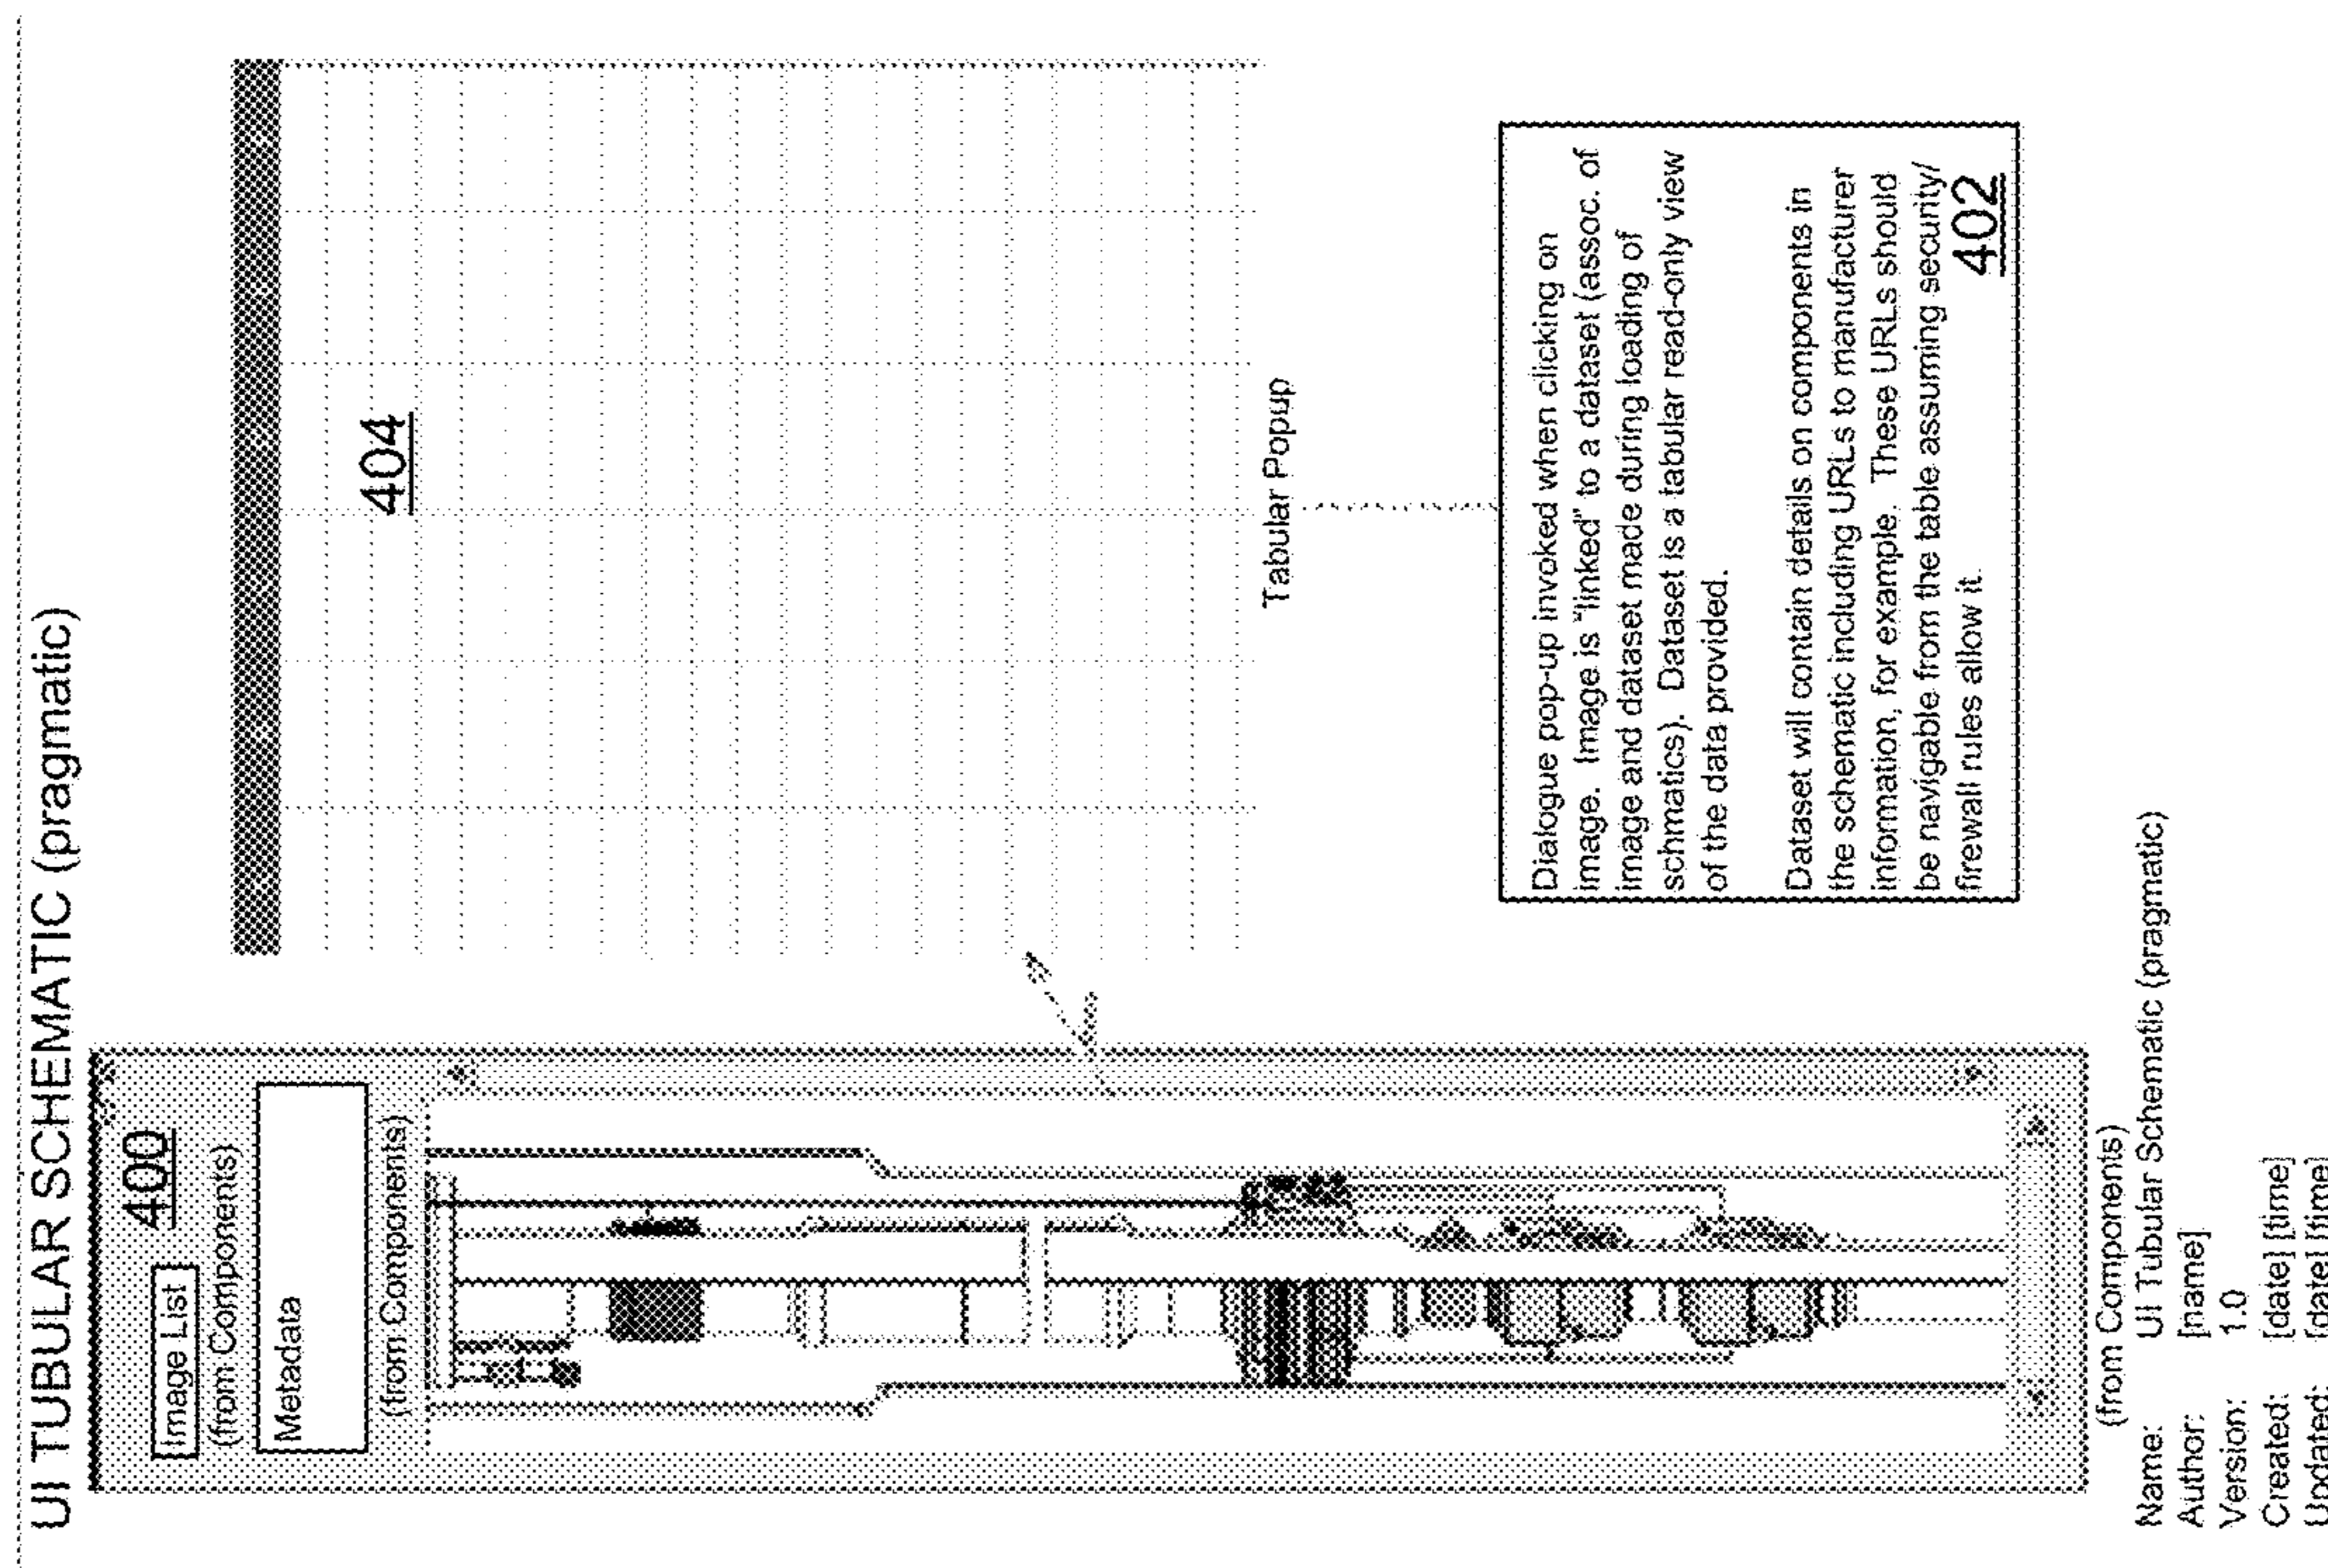 UI TUBULAR SCHEMATIC (pragmatic)
400
Image List
(from Components)
Metadata
(from Components)
404
Tabular Popup
Dialogue pop-up invoked when clicking on
image. Image is "linked" to a dataset (assoc. of
image and dataset made during loading of
schmatics). Dataset is a tabular read-only view
of the data provided.
Dataset will contain details on components in
the schematic including URLs to manufacturer
information, for example. These URLs should
be navigable from the table assuming security/
firewall rules allow it.
402
(from Components)
Name: UI Tubular Schematic (pragmatic)
Author: [name]
Version: 1.0
Created: [date] [time]
Updated: [date] [time]